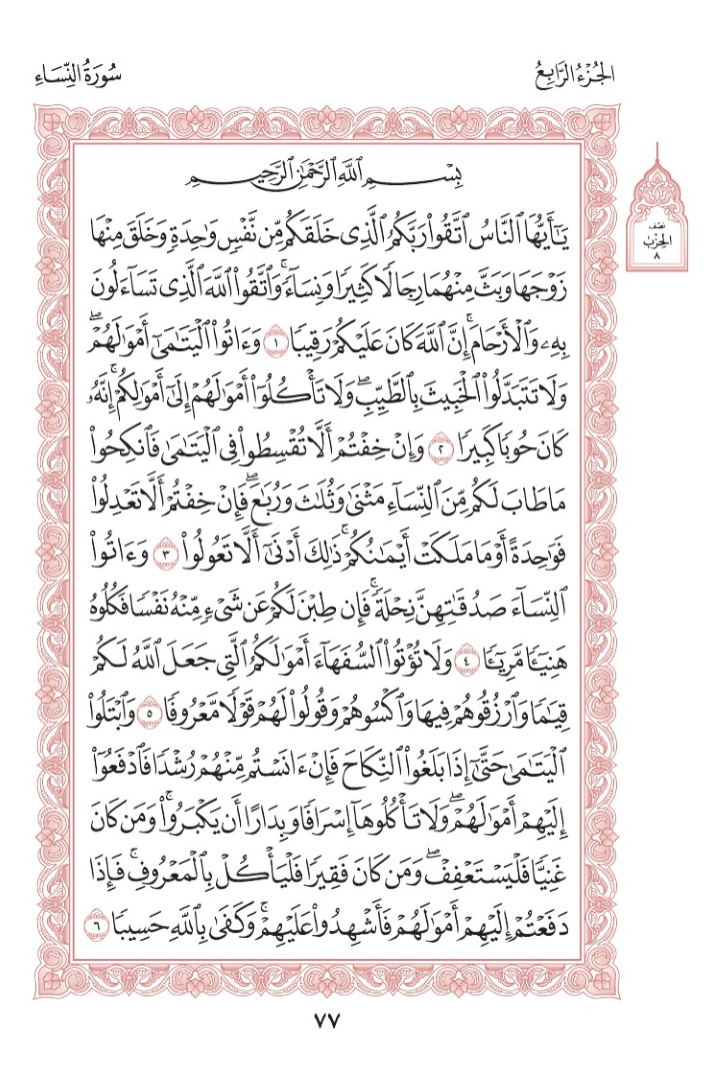 الجُزْءُ الرَّابِعُ
سُورَةُ النِّسَاءِ
بِسْمِ ٱللَّهِ ٱلرَّحْمَٰنِ ٱلرَّحِيمِ
يَٰٓأَيُّهَا ٱلنَّاسُ ٱتَّقُوا۟ رَبَّكُمُ ٱلَّذِى خَلَقَكُم مِّن نَّفْسٍ وَٰحِدَةٍ وَخَلَقَ مِنْهَا
زَوْجَهَا وَبَثَّ مِنْهُمَا رِجَالًا كَثِيرًا وَنِسَآءً ۚ وَٱتَّقُوا۟ ٱللَّهَ ٱلَّذِى تَسَآءَلُونَ
بِهِۦ وَٱلْأَرْحَامَ ۚ إِنَّ ٱللَّهَ كَانَ عَلَيْكُمْ رَقِيبًا ١ وَءَاتُوا۟ ٱلْيَتَٰمَىٰٓ أَمْوَٰلَهُمْ ۖ
وَلَا تَتَبَدَّلُوا۟ ٱلْخَبِيثَ بِٱلطَّيِّبِ ۖ وَلَا تَأْكُلُوٓا۟ أَمْوَٰلَهُمْ إِلَىٰٓ أَمْوَٰلِكُمْ ۚ إِنَّهُۥ
كَانَ حُوبًا كَبِيرًا ٢ وَإِنْ خِفْتُمْ أَلَّا تُقْسِطُوا۟ فِى ٱلْيَتَٰمَىٰ فَٱنكِحُوا۟
مَا طَابَ لَكُم مِّنَ ٱلنِّسَآءِ مَثْنَىٰ وَثُلَٰثَ وَرُبَٰعَ ۖ فَإِنْ خِفْتُمْ أَلَّا تَعْدِلُوا۟
فَوَٰحِدَةً أَوْ مَا مَلَكَتْ أَيْمَٰنُكُمْ ۚ ذَٰلِكَ أَدْنَىٰٓ أَلَّا تَعُولُوا۟ ٣ وَءَاتُوا۟
ٱلنِّسَآءَ صَدُقَٰتِهِنَّ نِحْلَةً ۚ فَإِن طِبْنَ لَكُمْ عَن شَىْءٍ مِّنْهُ نَفْسًا فَكُلُوهُ
هَنِيٓـًٔا مَّرِيٓـًٔا ٤ وَلَا تُؤْتُوا۟ ٱلسُّفَهَآءَ أَمْوَٰلَكُمُ ٱلَّتِى جَعَلَ ٱللَّهُ لَكُمْ
قِيَٰمًا وَٱرْزُقُوهُمْ فِيهَا وَٱكْسُوهُمْ وَقُولُوا۟ لَهُمْ قَوْلًا مَّعْرُوفًا ٥ وَٱبْتَلُوا۟
ٱلْيَتَٰمَىٰ حَتَّىٰٓ إِذَا بَلَغُوا۟ ٱلنِّكَاحَ فَإِنْ ءَانَسْتُم مِّنْهُمْ رُشْدًا فَٱدْفَعُوٓا۟
إِلَيْهِمْ أَمْوَٰلَهُمْ ۖ وَلَا تَأْكُلُوهَآ إِسْرَافًا وَبِدَارًا أَن يَكْبَرُوا۟ ۚ وَمَن كَانَ
غَنِيًّا فَلْيَسْتَعْفِفْ ۖ وَمَن كَانَ فَقِيرًا فَلْيَأْكُلْ بِٱلْمَعْرُوفِ ۚ فَإِذَا
دَفَعْتُمْ إِلَيْهِمْ أَمْوَٰلَهُمْ فَأَشْهِدُوا۟ عَلَيْهِمْ ۚ وَكَفَىٰ بِٱللَّهِ حَسِيبًا ٦
نصف
الحزب
٨
٧٧